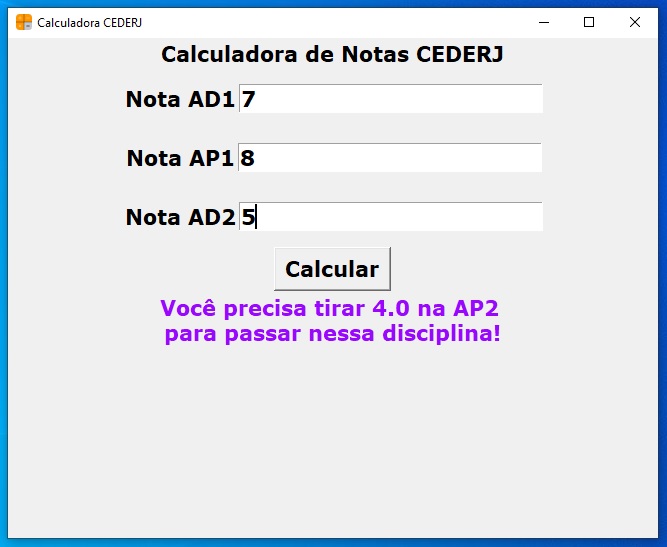 Calculadora CEDERJ
Calculadora de Notas CEDERJ
Nota AD1 7
Nota AP1 8
Nota AD2 5
Calcular
Você precisa tirar 4.0 na AP2
para passar nessa disciplina!